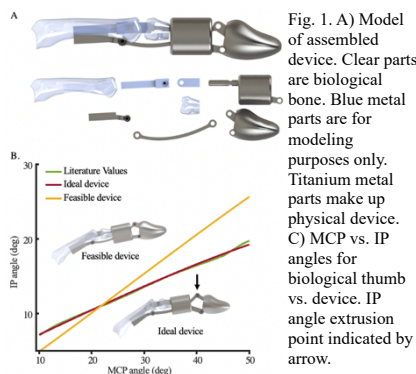 A
Fig. 1. A) Model
of assembled
device. Clear parts
are biological
bone. Blue metal
parts are for
modeling
purposes only.
Titanium metal
parts make up
physical device.
C) MCP vs. IP
angles for
biological thumb
vs. device. IP
angle extrusion
point indicated by
arrow.
B.
30
Literature Values
Ideal device
Feasible device
IP angle (deg)
20
Feasible device
10
Ideal device
10 20 30 40 50
MCP angle (deg)